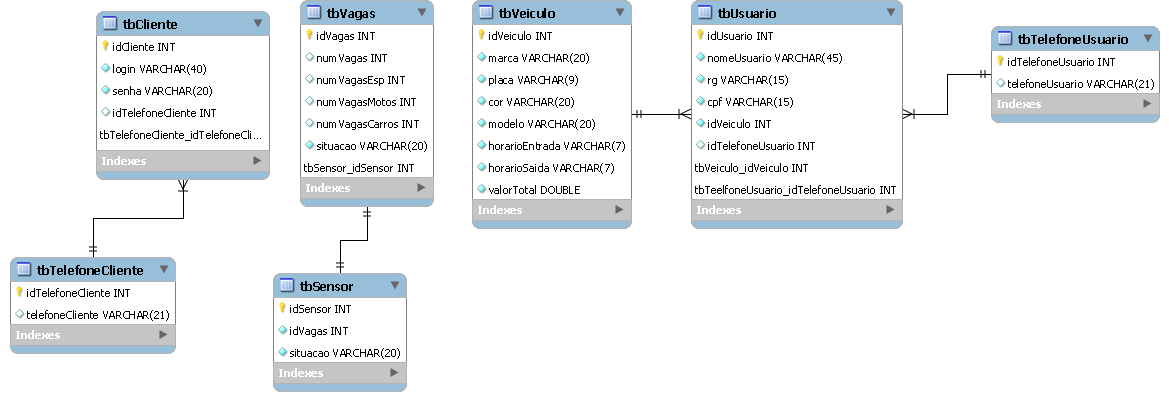 tbCliente
idCliente INT
login VARCHAR(40)
senha VARCHAR(20)
idTelefoneCliente INT
tbTelefoneCliente_idTelefoneCli...
Indexes
tbTelefoneCliente
idTelefoneCliente INT
telefoneCliente VARCHAR(21)
Indexes
tbVagas
idVagas INT
numVagas INT
numVagasEsp INT
numVagasMotos INT
numVagasCarros INT
situacao VARCHAR(20)
tbSensor_idSensor INT
Indexes
tbSensor
idSensor INT
idVagas INT
situacao VARCHAR(20)
Indexes
tbVeiculo
idVeiculo INT
marca VARCHAR(20)
placa VARCHAR(9)
cor VARCHAR(20)
modelo VARCHAR(20)
horarioEntrada VARCHAR(7)
horarioSaida VARCHAR(7)
valorTotal DOUBLE
Indexes
tbUsuario
idUsuario INT
nomeUsuario VARCHAR(45)
rg VARCHAR(15)
cpf VARCHAR(15)
idVeiculo INT
idTelefoneUsuario INT
tbVeiculo_idVeiculo INT
tbTeelfoneUsuario_idTelefoneUsuario INT
Indexes
tbTelefoneUsuario
idTelefoneUsuario INT
telefoneUsuario VARCHAR(21)
Indexes